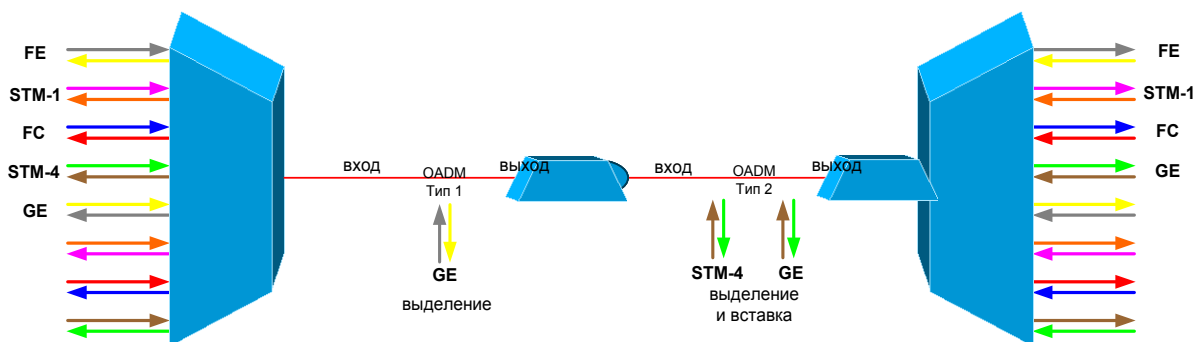 FE
STM-1
FC
STM-4
GE
вход
OADM
Тип 1
выход
GE
выделение
вход
OADM
Тип 2
выход
STM-4
GE
выделение
и вставка
FE
STM-1
FC
GE